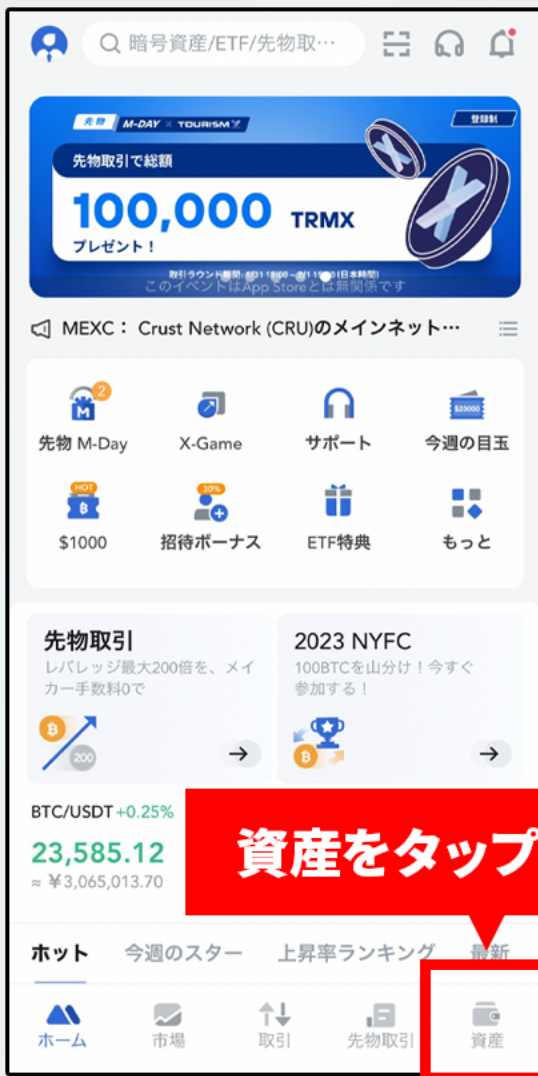 暗号資産/ETF/先物取…
先物 M-DAY × TOURISM X
登録制
先物取引で総額
100,000 TRMX
プレゼント！
このイベントはApp Storeとは無関係です
MEXC： Crust Network (CRU)のメインネット…
2
$20000
先物 M-Day
X-Game
サポート
今週の目玉
HOT
30%
$1000
招待ボーナス
ETF特典
もっと
先物取引
レバレッジ最大200倍を、メイ
カー手数料0で
200
2023 NYFC
100BTCを山分け！今すぐ
参加する！
BTC/USDT +0.25%
23,585.12
≈ ¥3,065,013.70
資産をタップ
ホット
今週のスター
上昇率ランキング
最新
ホーム
市場
取引
先物取引
資産